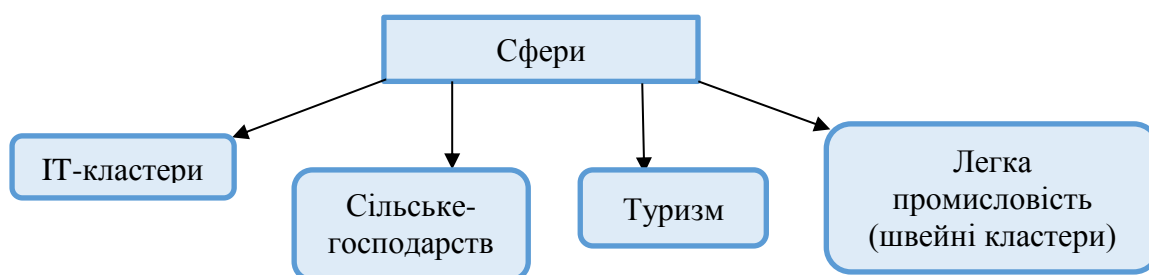 Сфери
ІТ-кластери
Сільське-
господарств
Туризм
Легка
промисловість
(швейні кластери)